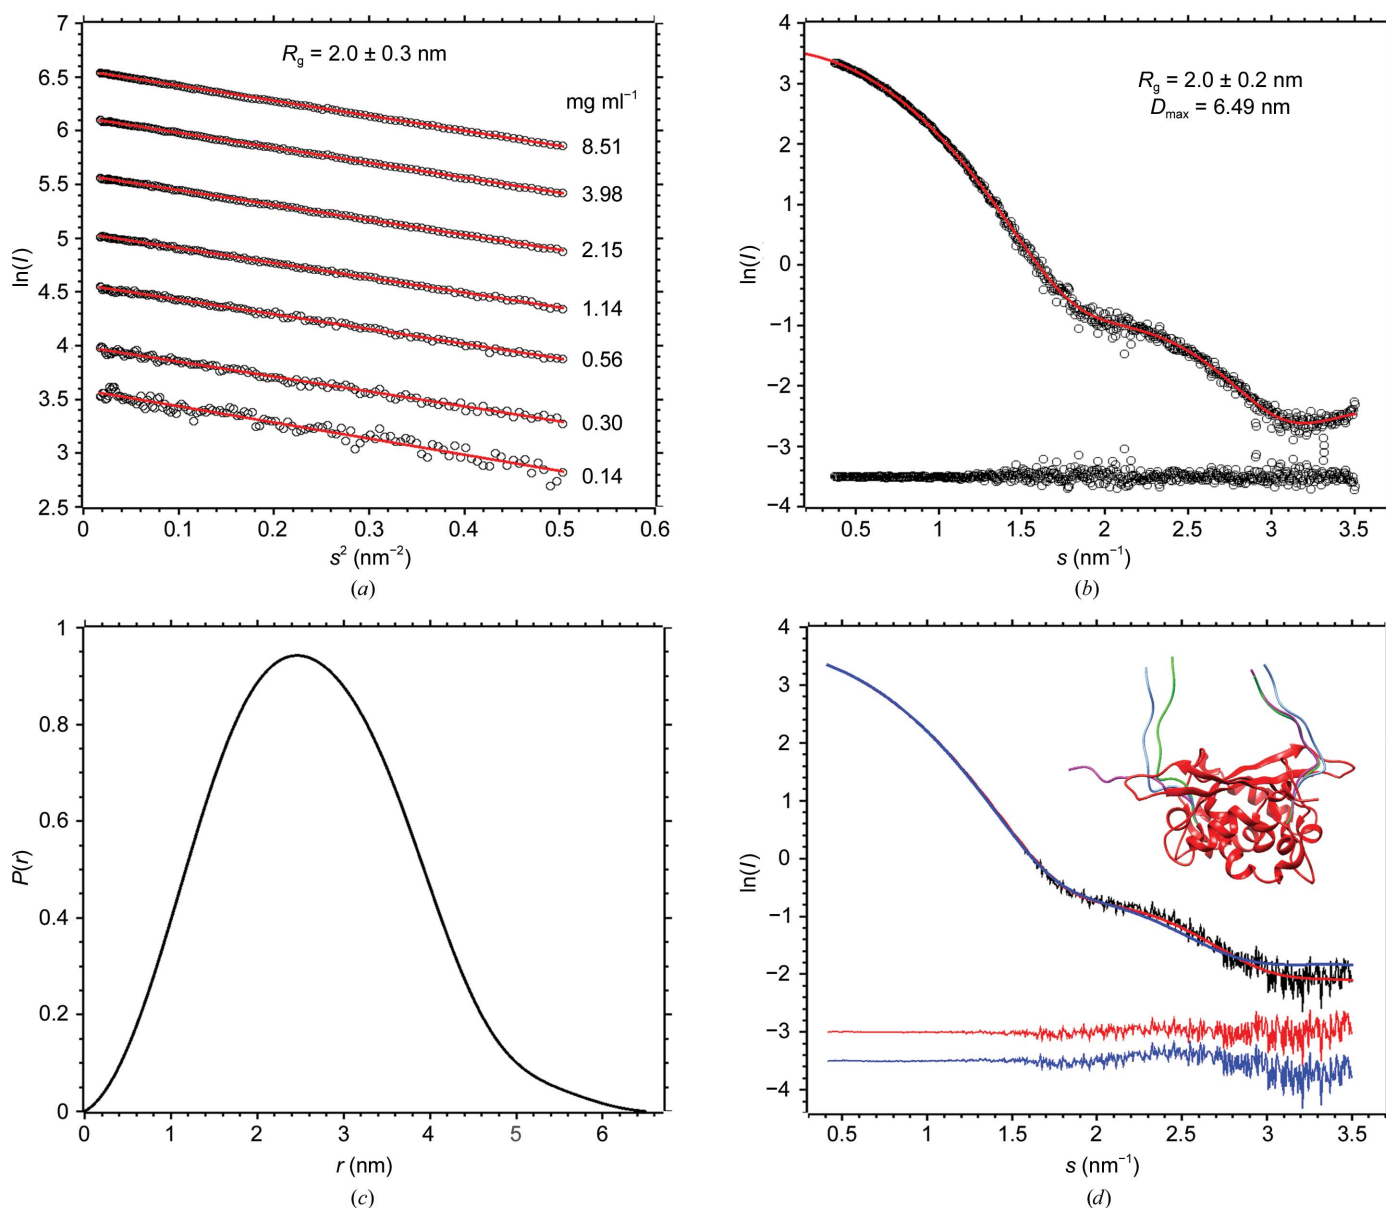 7
6.5
6
5.5
5
4.5
4
3.5
3
2.5
ln(I)
Rg = 2.0 ± 0.3 nm
mg ml⁻¹
8.51
3.98
2.15
1.14
0.56
0.30
0.14
0 0.1 0.2 0.3 0.4 0.5 0.6
s² (nm⁻²)
(a)
4
3
2
1
0
−1
−2
−3
−4
ln(I)
Rg = 2.0 ± 0.2 nm
Dmax = 6.49 nm
0.5 1 1.5 2 2.5 3 3.5
s (nm⁻¹)
(b)
1
0.8
0.6
0.4
0.2
0
P(r)
0 1 2 3 4 5 6
r (nm)
(c)
4
3
2
1
0
−1
−2
−3
−4
ln(I)
0.5 1 1.5 2 2.5 3 3.5
s (nm⁻¹)
(d)